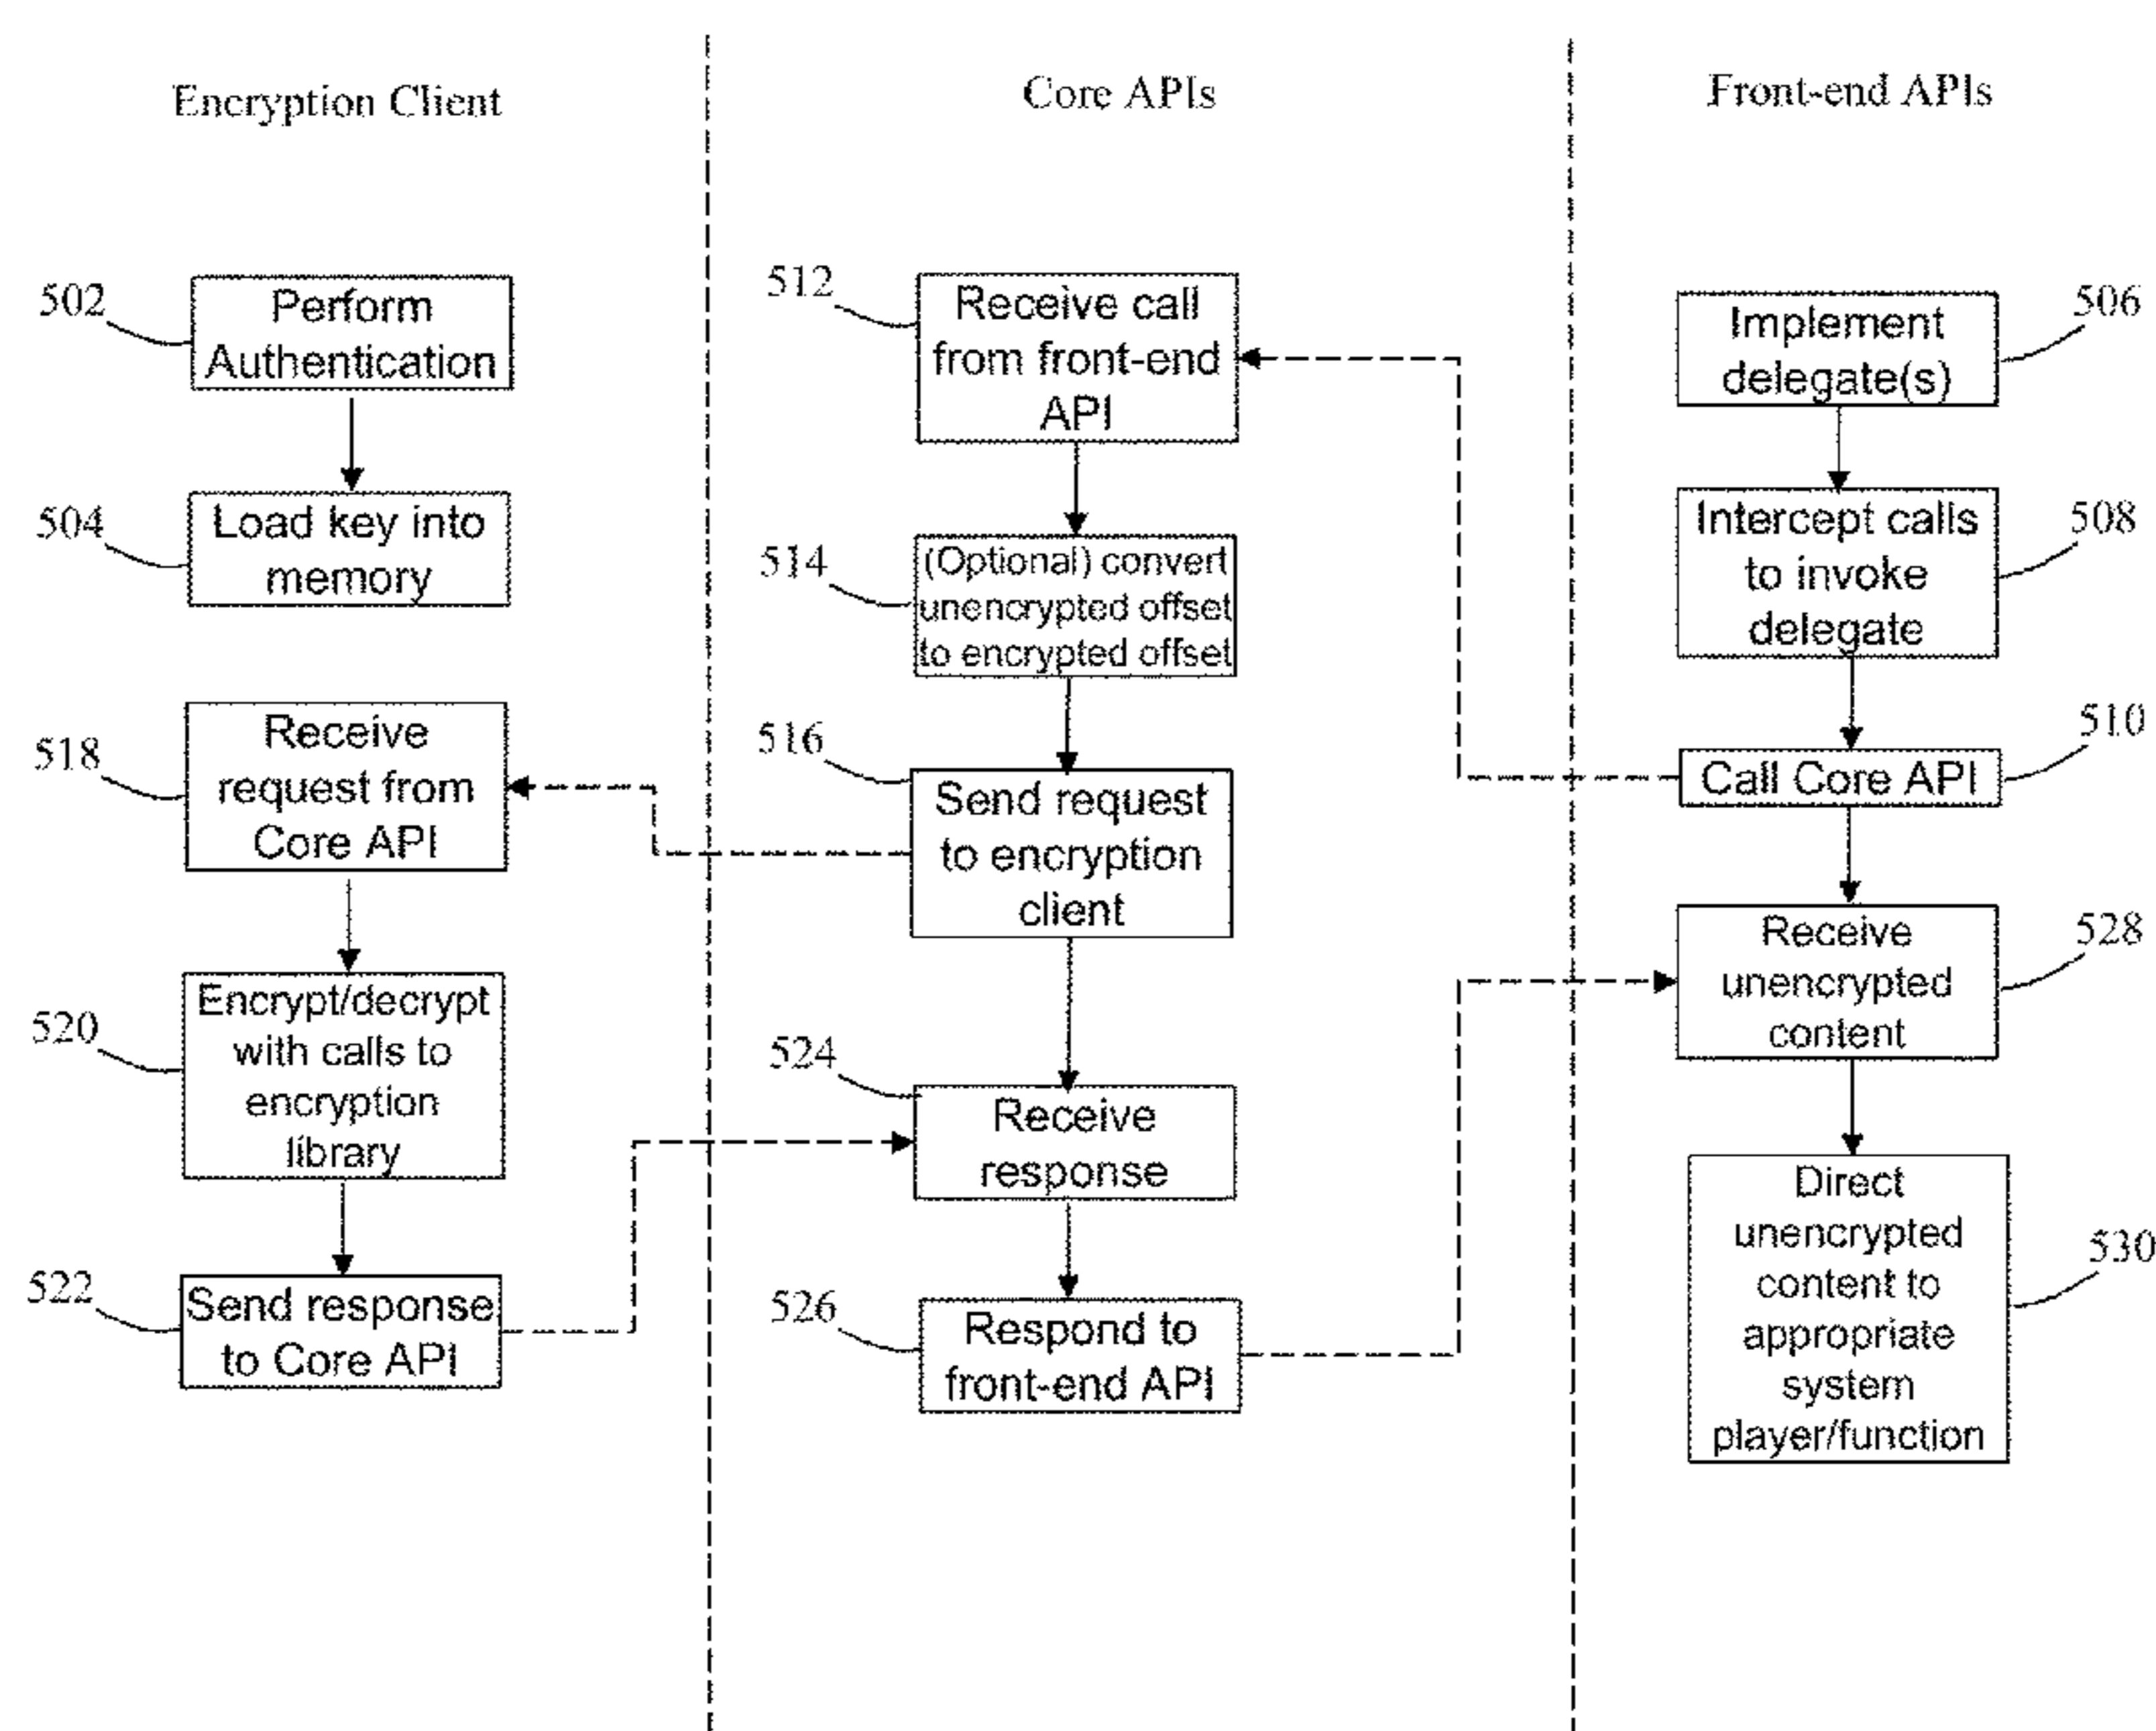 Encryption Client
Core APIs
Front-end APIs
502
Perform
Authentication
504
Load key into
memory
518
Receive
request from
Core API
520
Encrypt/decrypt
with calls to
encryption
library
522
Send response
to Core API
512
Receive call
from front-end
API
514
(Optional) convert
unencrypted offset
to encrypted offset
516
Send request
to encryption
client
524
Receive
response
526
Respond to
front-end API
506
Implement
delegate(s)
508
Intercept calls
to invoke
delegate
510
Call Core API
528
Receive
unencrypted
content
530
Direct
unencrypted
content to
appropriate
system
player/function